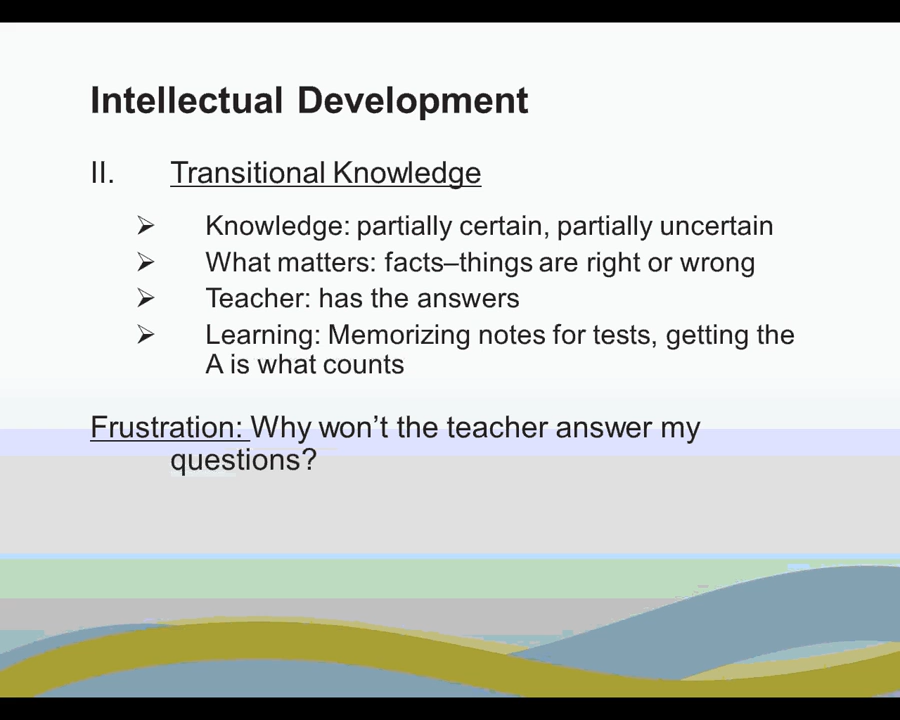 Intellectual Development
II. Transitional Knowledge
➢ Knowledge: partially certain, partially uncertain
➢ What matters: facts–things are right or wrong
➢ Teacher: has the answers
➢ Learning: Memorizing notes for tests, getting the
A is what counts
Frustration: Why won’t the teacher answer my
questions?